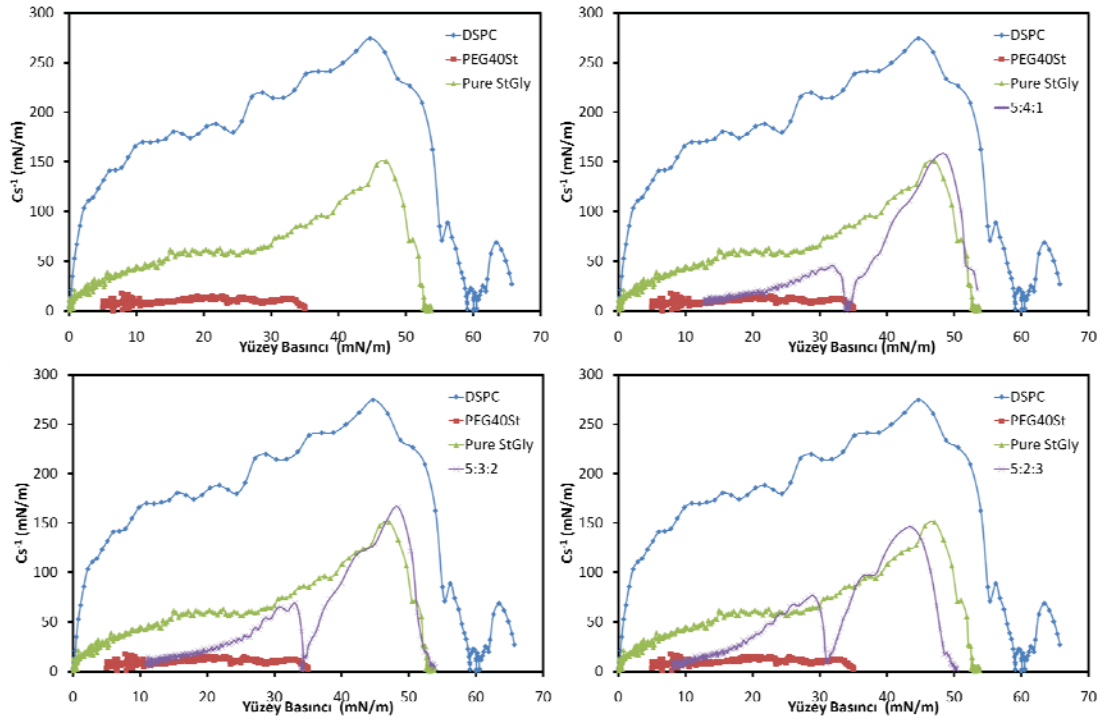 300
250
200
150
100
50
0
Cs⁻¹ (mN/m)
DSPC
PEG40St
Pure StGly
0 10 20 30 40 50 60 70
Yüzey Basıncı (mN/m)
300
250
200
150
100
50
0
Cs⁻¹ (mN/m)
DSPC
PEG40St
Pure StGly
5:4:1
0 10 20 30 40 50 60 70
Yüzey Basıncı (mN/m)
300
250
200
150
100
50
0
Cs⁻¹ (mN/m)
DSPC
PEG40St
Pure StGly
5:3:2
0 10 20 30 40 50 60 70
Yüzey Basıncı (mN/m)
300
250
200
150
100
50
0
Cs⁻¹ (mN/m)
DSPC
PEG40St
Pure StGly
5:2:3
0 10 20 30 40 50 60 70
Yüzey Basıncı (mN/m)